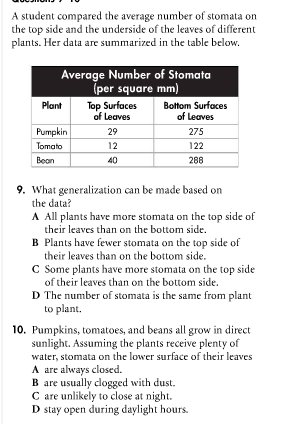 Questions 9–10
A student compared the average number of stomata on
the top side and the underside of the leaves of different
plants. Her data are summarized in the table below.
Average Number of Stomata
(per square mm)
Plant Top Surfaces of Leaves Bottom Surfaces of Leaves
Pumpkin 29 275
Tomato 12 122
Bean 40 288
9. What generalization can be made based on
the data?
A All plants have more stomata on the top side of
their leaves than on the bottom side.
B Plants have fewer stomata on the top side of
their leaves than on the bottom side.
C Some plants have more stomata on the top side
of their leaves than on the bottom side.
D The number of stomata is the same from plant
to plant.
10. Pumpkins, tomatoes, and beans all grow in direct
sunlight. Assuming the plants receive plenty of
water, stomata on the lower surface of their leaves
A are always closed.
B are usually clogged with dust.
C are unlikely to close at night.
D stay open during daylight hours.